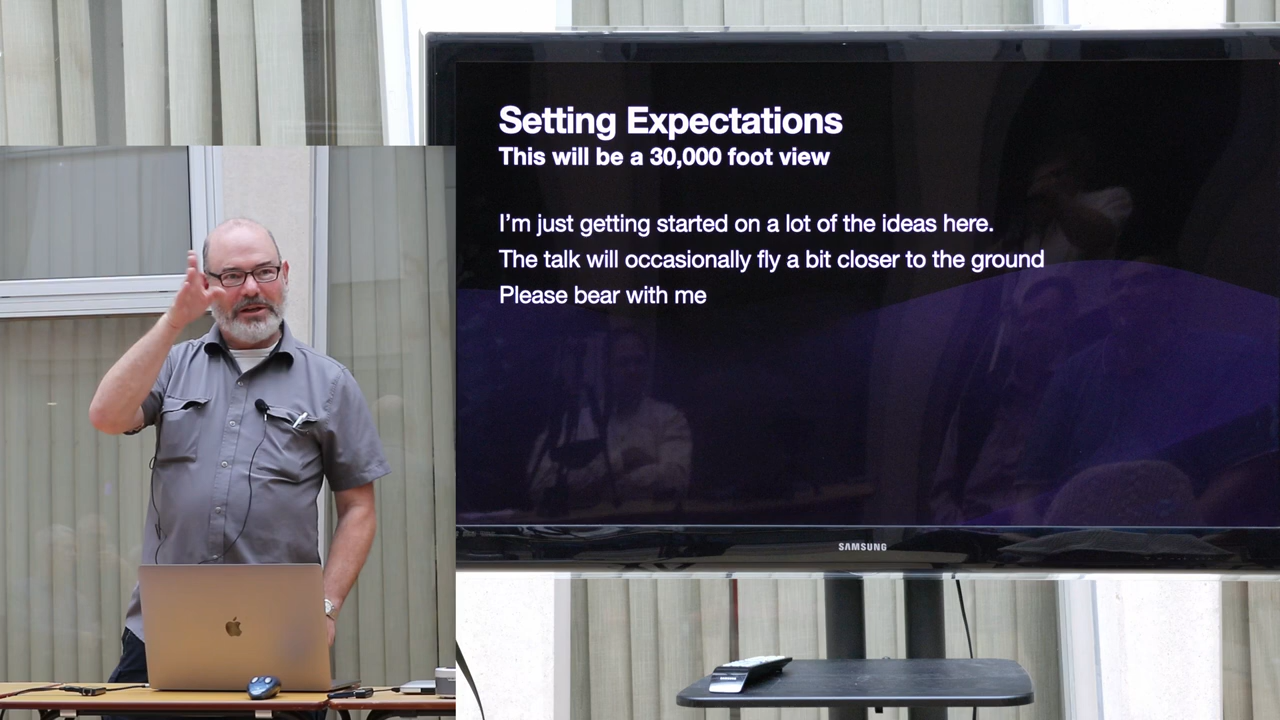 Setting Expectations
This will be a 30,000 foot view
I'm just getting started on a lot of the ideas here.
The talk will occasionally fly a bit closer to the ground
Please bear with me
SAMSUNG